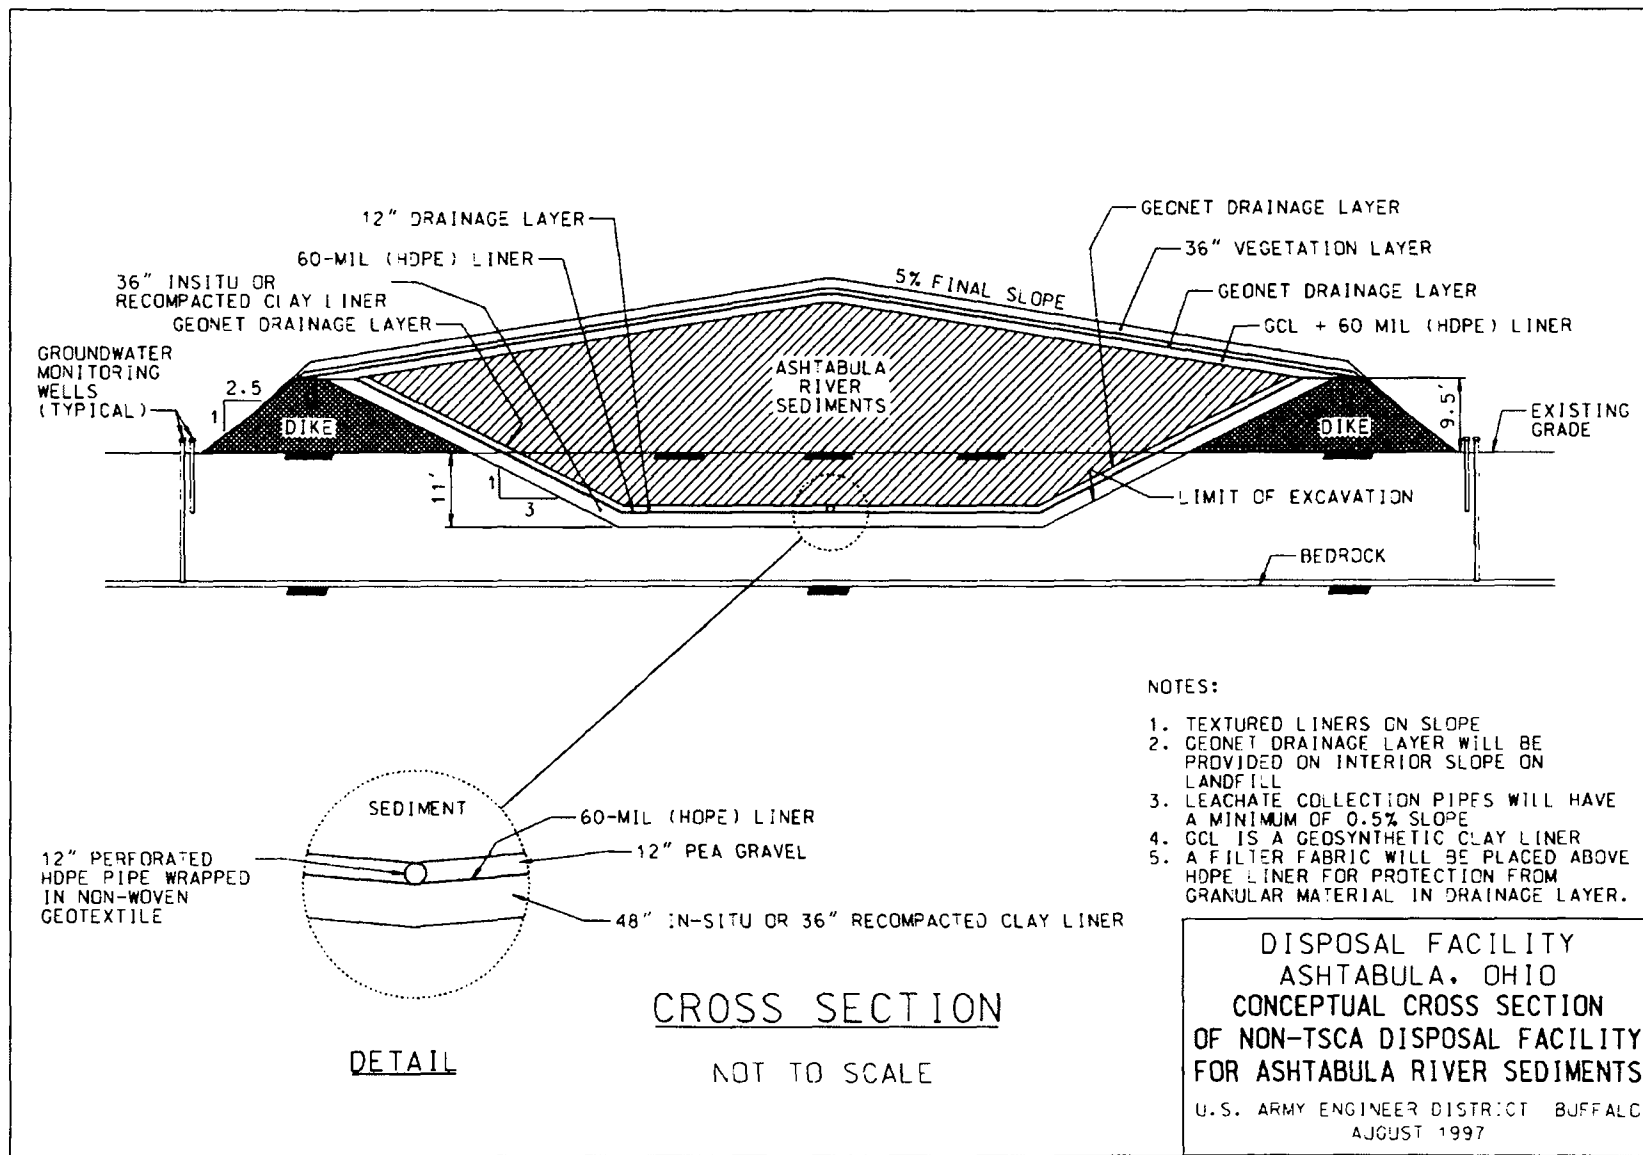 12" DRAINAGE LAYER
60-MIL (HDPE) LINER
36" INSITU OR
RECOMPACTED CLAY LINER
GEONET DRAINAGE LAYER
GROUNDWATER
MONITORING
WELLS
(TYPICAL)
2.5
1
DIKE
11'
1
3
5% FINAL SLOPE
ASHTABULA
RIVER
SEDIMENTS
GEONET DRAINAGE LAYER
36" VEGETATION LAYER
GEONET DRAINAGE LAYER
GCL + 60 MIL (HDPE) LINER
9.5'
DIKE
EXISTING
GRADE
LIMIT OF EXCAVATION
BEDROCK
SEDIMENT
60-MIL (HDPE) LINER
12" PEA GRAVEL
12" PERFORATED
HDPE PIPE WRAPPED
IN NON-WOVEN
GEOTEXTILE
48" IN-SITU OR 36" RECOMPACTED CLAY LINER
DETAIL
CROSS SECTION
NOT TO SCALE
NOTES:
1. TEXTURED LINERS ON SLOPE
2. GEONET DRAINAGE LAYER WILL BE
PROVIDED ON INTERIOR SLOPE ON
LANDFILL
3. LEACHATE COLLECTION PIPES WILL HAVE
A MINIMUM OF 0.5% SLOPE
4. GCL IS A GEOSYNTHETIC CLAY LINER
5. A FILTER FABRIC WILL BE PLACED ABOVE
HDPE LINER FOR PROTECTION FROM
GRANULAR MATERIAL IN DRAINAGE LAYER.
DISPOSAL FACILITY
ASHTABULA, OHIO
CONCEPTUAL CROSS SECTION
OF NON-TSCA DISPOSAL FACILITY
FOR ASHTABULA RIVER SEDIMENTS
U.S. ARMY ENGINEER DISTRICT BUFFALO
AUGUST 1997